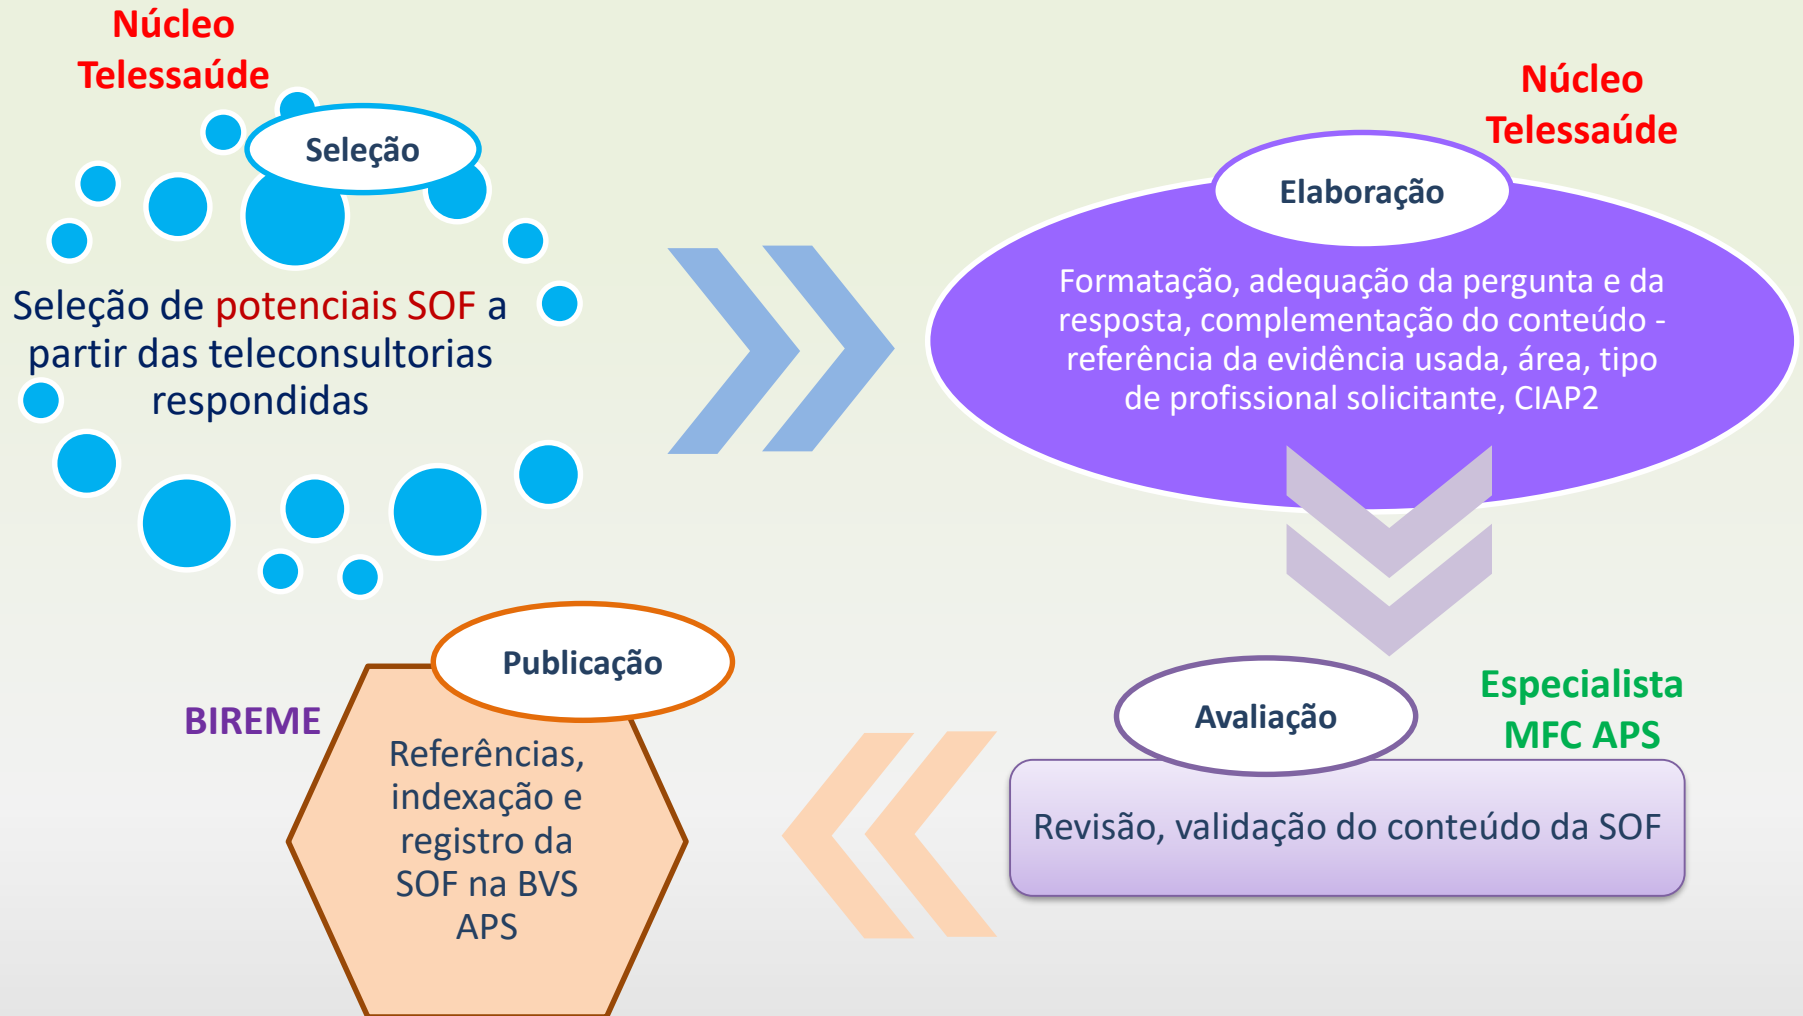 Núcleo
Telessaúde
Seleção
Seleção de potenciais SOF a
partir das teleconsultorias
respondidas
Núcleo
Telessaúde
Elaboração
Formatação, adequação da pergunta e da
resposta, complementação do conteúdo -
referência da evidência usada, área, tipo
de profissional solicitante, CIAP2
Especialista
MFC APS
Avaliação
Revisão, validação do conteúdo da SOF
Publicação
BIREME
Referências,
indexação e
registro da
SOF na BVS
APS